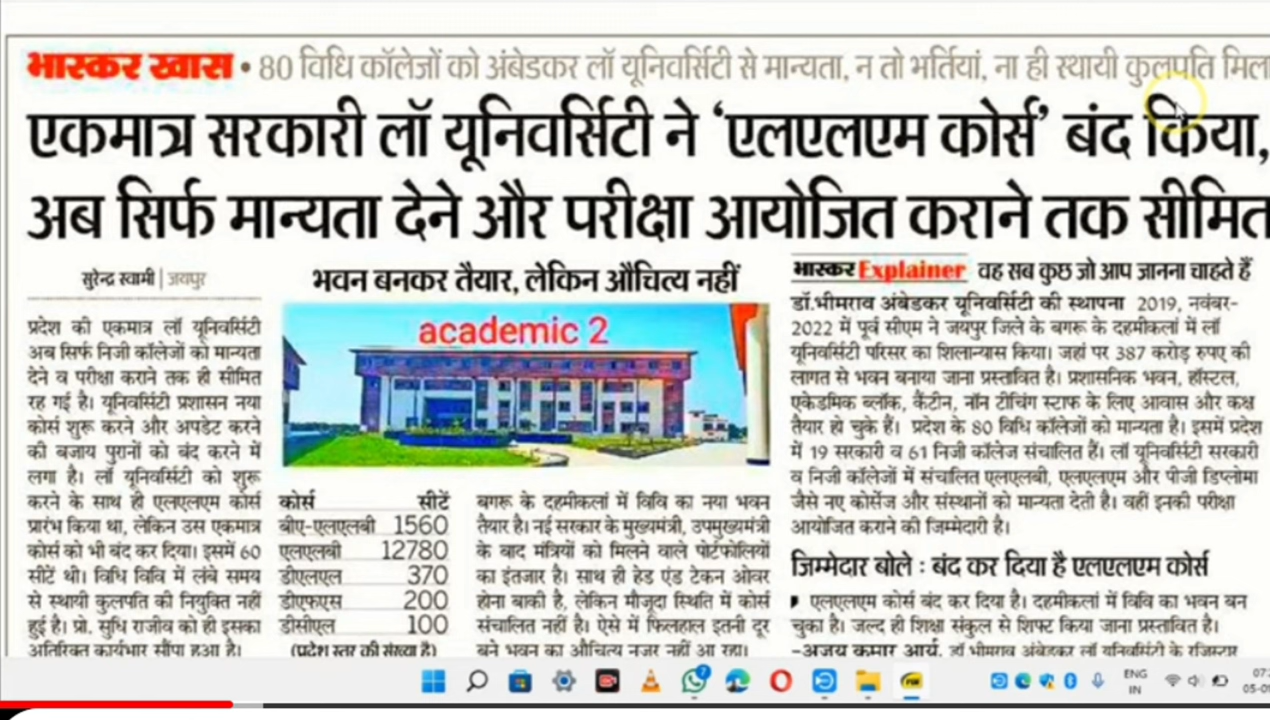 भास्कर खास • 80 विधि कॉलेजों को अंबेडकर लॉ यूनिवर्सिटी से मान्यता, न तो भर्तियां, ना ही स्थायी कुलपति मिला
एकमात्र सरकारी लॉ यूनिवर्सिटी ने ‘एलएलएम कोर्स’ बंद किया,
अब सिर्फ मान्यता देने और परीक्षा आयोजित कराने तक सीमित
सुरेन्द्र स्वामी | जयपुर
प्रदेश की एकमात्र लॉ यूनिवर्सिटी
अब सिर्फ निजी कॉलेजों को मान्यता
देने व परीक्षा कराने तक ही सीमित
रह गई है। यूनिवर्सिटी प्रशासन नया
कोर्स शुरू करने और अपडेट करने
की बजाय पुरानों को बंद करने में
लगा है। लॉ यूनिवर्सिटी को शुरू
करने के साथ ही एलएलएम कोर्स
प्रारंभ किया था, लेकिन उस एकमात्र
कोर्स को भी बंद कर दिया। इसमें 60
सीटें थी। विधि विवि में लंबे समय
से स्थायी कुलपति की नियुक्ति नहीं
हुई है। प्रो. सुधि राजीव को ही इसका
अतिरिक्त कार्यभार सौंपा हुआ है।
भवन बनकर तैयार, लेकिन औचित्य नहीं
academic 2
कोर्स सीटें
बीए-एलएलबी 1560
एलएलबी 12780
डीएलएल 370
डीएफएस 200
डीसीएल 100
(प्रदेश स्तर की संख्या है)
बगरू के दहमीकलां में विवि का नया भवन
तैयार है। नई सरकार के मुख्यमंत्री, उपमुख्यमंत्री
के बाद मंत्रियों को मिलने वाले पोर्टफोलियों
का इंतजार है। साथ ही हेड एंड टेकन ओवर
होना बाकी है, लेकिन मौजूदा स्थिति में कोर्स
संचालित नहीं है। ऐसे में फिलहाल इतनी दूर
बने भवन का औचित्य नजर नहीं आ रहा।
भास्कर Explainer वह सब कुछ जो आप जानना चाहते हैं
डॉ.भीमराव अंबेडकर यूनिवर्सिटी की स्थापना 2019, नवंबर-
2022 में पूर्व सीएम ने जयपुर जिले के बगरू के दहमीकलां में लॉ
यूनिवर्सिटी परिसर का शिलान्यास किया। जहां पर 387 करोड़ रुपए की
लागत से भवन बनाया जाना प्रस्तावित है। प्रशासनिक भवन, हॉस्टल,
एकेडमिक ब्लॉक, कैंटीन, नॉन टीचिंग स्टाफ के लिए आवास और कक्ष
तैयार हो चुके हैं। प्रदेश के 80 विधि कॉलेजों को मान्यता है। इसमें प्रदेश
में 19 सरकारी व 61 निजी कॉलेज संचालित हैं। लॉ यूनिवर्सिटी सरकारी
व निजी कॉलेजों में संचालित एलएलबी, एलएलएम और पीजी डिप्लोमा
जैसे नए कोर्सेज और संस्थानों को मान्यता देती है। वहीं इनकी परीक्षा
आयोजित कराने की जिम्मेदारी है।
जिम्मेदार बोले : बंद कर दिया है एलएलएम कोर्स
एलएलएम कोर्स बंद कर दिया है। दहमीकलां में विवि का भवन बन
चुका है। जल्द ही शिक्षा संकुल से शिफ्ट किया जाना प्रस्तावित है।
-अजय कुमार आर्य, डॉ भीमराव अंबेडकर लॉ यूनिवर्सिटी के रजिस्ट्रार
7
ENG
IN